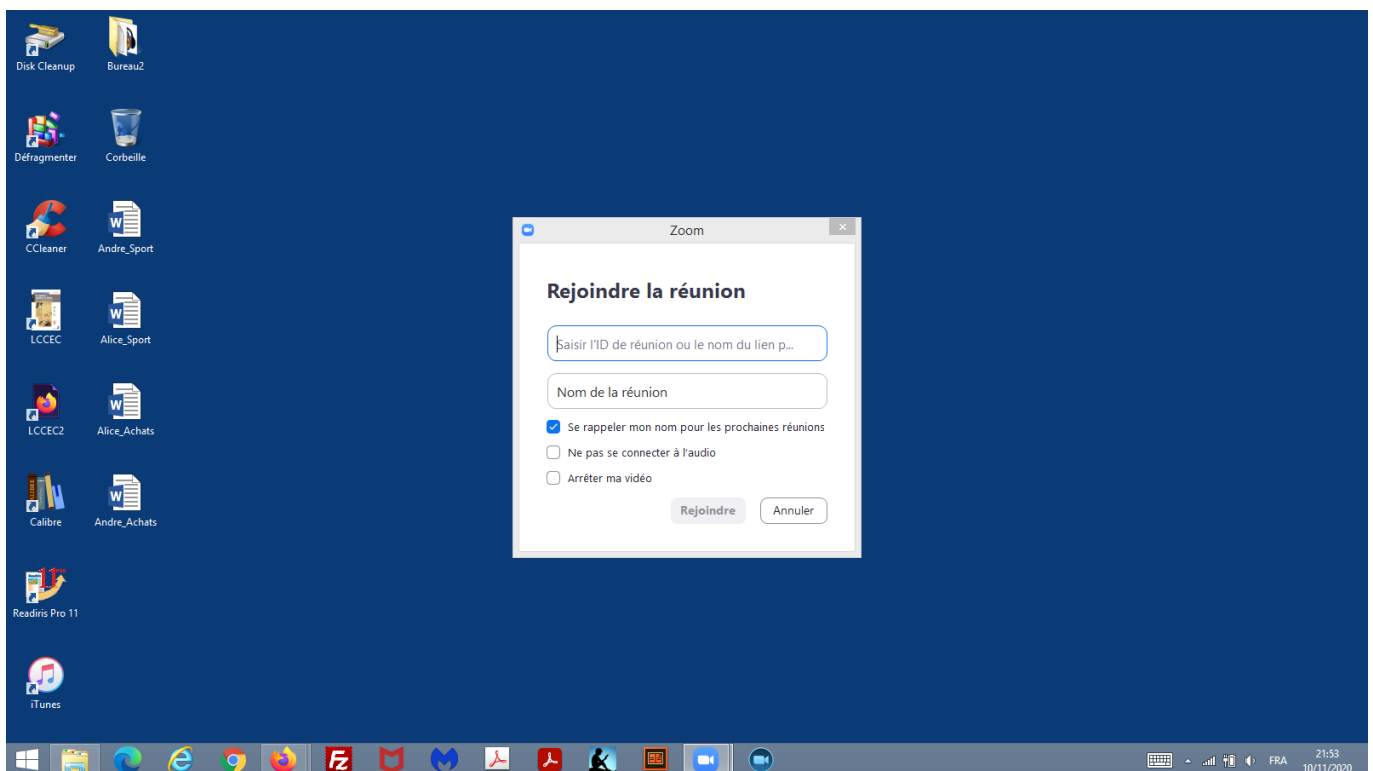 Disk Cleanup
Bureau2
Défragmenter
Corbeille
CCleaner
Andre_Sport
LCCEC
Alice_Sport
LCCEC2
Alice_Achats
Calibre
Andre_Achats
Readiris Pro 11
iTunes
Zoom
Rejoindre la réunion
Saisir l'ID de réunion ou le nom du lien p...
Nom de la réunion
Se rappeler mon nom pour les prochaines réunions
Ne pas se connecter à l'audio
Arrêter ma vidéo
Rejoindre
Annuler
FRA
21:53
10/11/2020